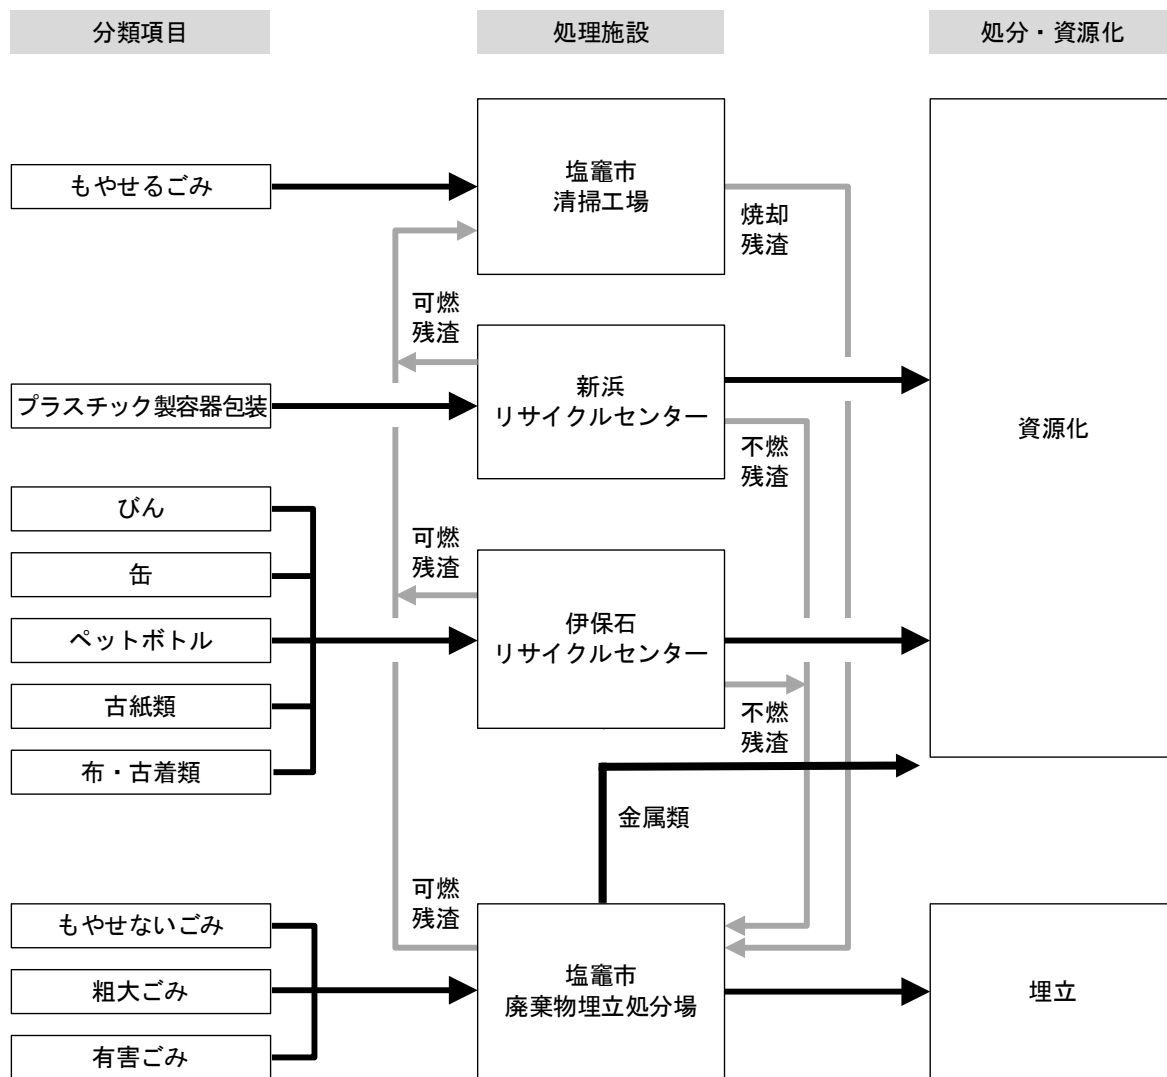 分類項目
処理施設
処分・資源化
もやせるごみ
塩竈市
清掃工場
焼却
残渣
可燃
残渣
プラスチック製容器包装
新浜
リサイクルセンター
不燃
残渣
資源化
びん
缶
ペットボトル
古紙類
布・古着類
可燃
残渣
伊保石
リサイクルセンター
不燃
残渣
金属類
可燃
残渣
もやせないごみ
粗大ごみ
有害ごみ
塩竈市
廃棄物埋立処分場
埋立